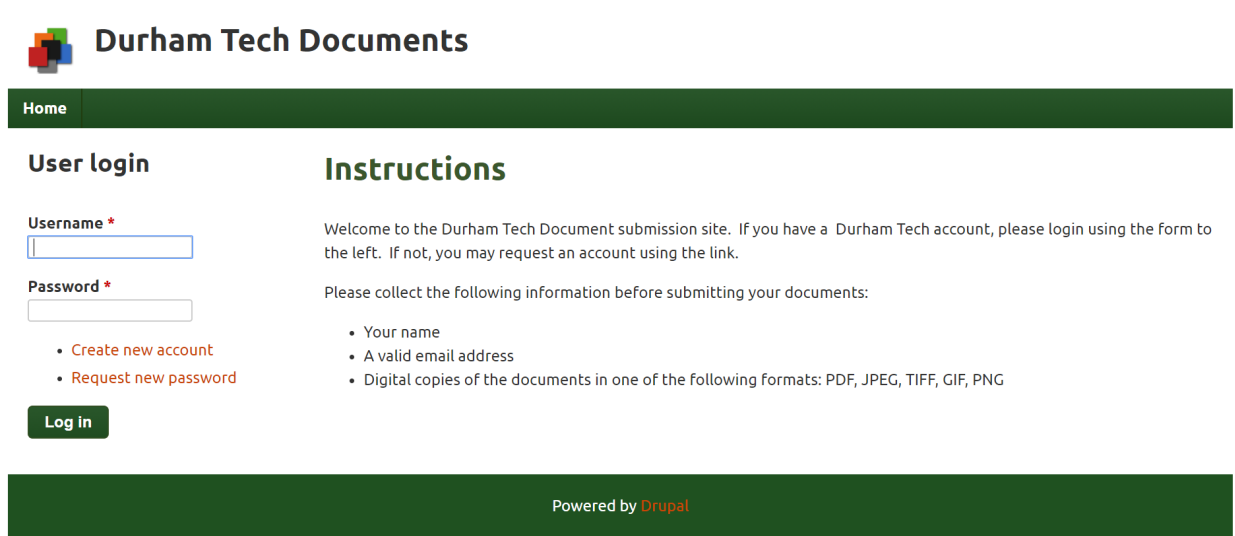 Durham Tech Documents
Home
User login
Username *
Password *
• Create new account
• Request new password
Log in
Instructions
Welcome to the Durham Tech Document submission site.  If you have a  Durham Tech account, please login using the form to
the left.  If not, you may request an account using the link.
Please collect the following information before submitting your documents:
• Your name
• A valid email address
• Digital copies of the documents in one of the following formats: PDF, JPEG, TIFF, GIF, PNG
Powered by Drupal